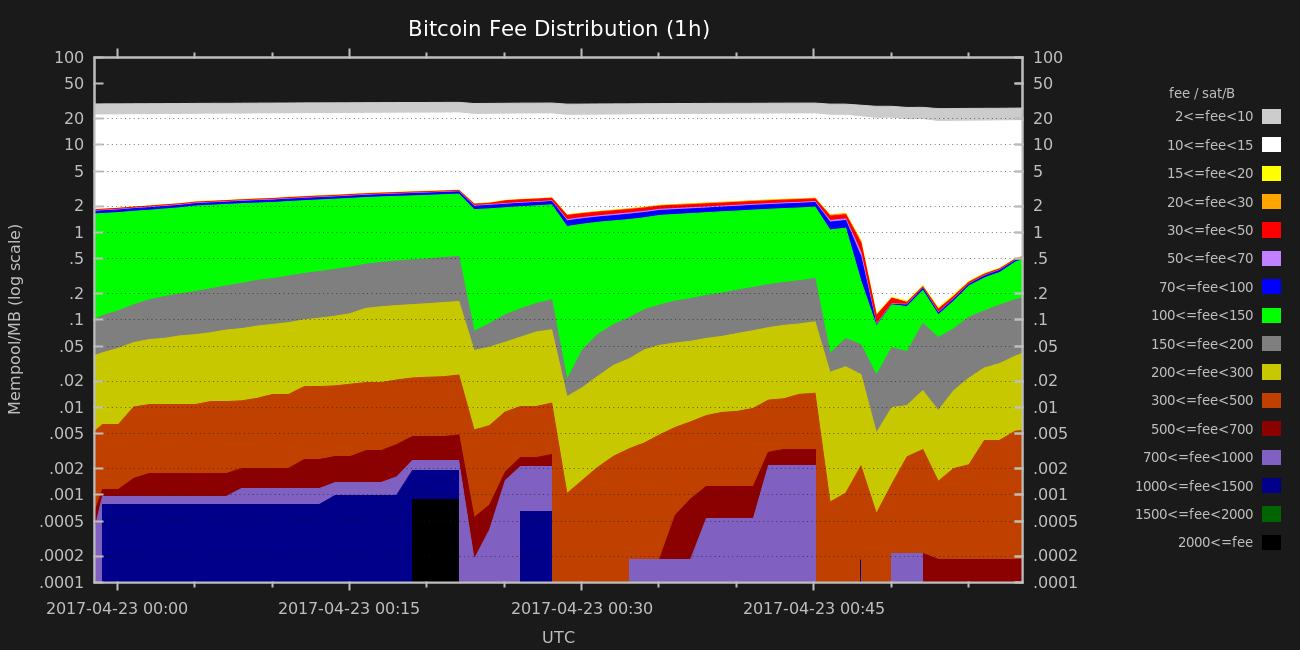 Bitcoin Fee Distribution (1h)
Mempool/MB (log scale)
100
50
20
10
5
2
1
.5
.2
.1
.05
.02
.01
.005
.002
.001
.0005
.0002
.0001
100
50
20
10
5
2
1
.5
.2
.1
.05
.02
.01
.005
.002
.001
.0005
.0002
.0001
2017-04-23 00:00
2017-04-23 00:15
2017-04-23 00:30
2017-04-23 00:45
UTC
fee / sat/B
2<=fee<10
10<=fee<15
15<=fee<20
20<=fee<30
30<=fee<50
50<=fee<70
70<=fee<100
100<=fee<150
150<=fee<200
200<=fee<300
300<=fee<500
500<=fee<700
700<=fee<1000
1000<=fee<1500
1500<=fee<2000
2000<=fee